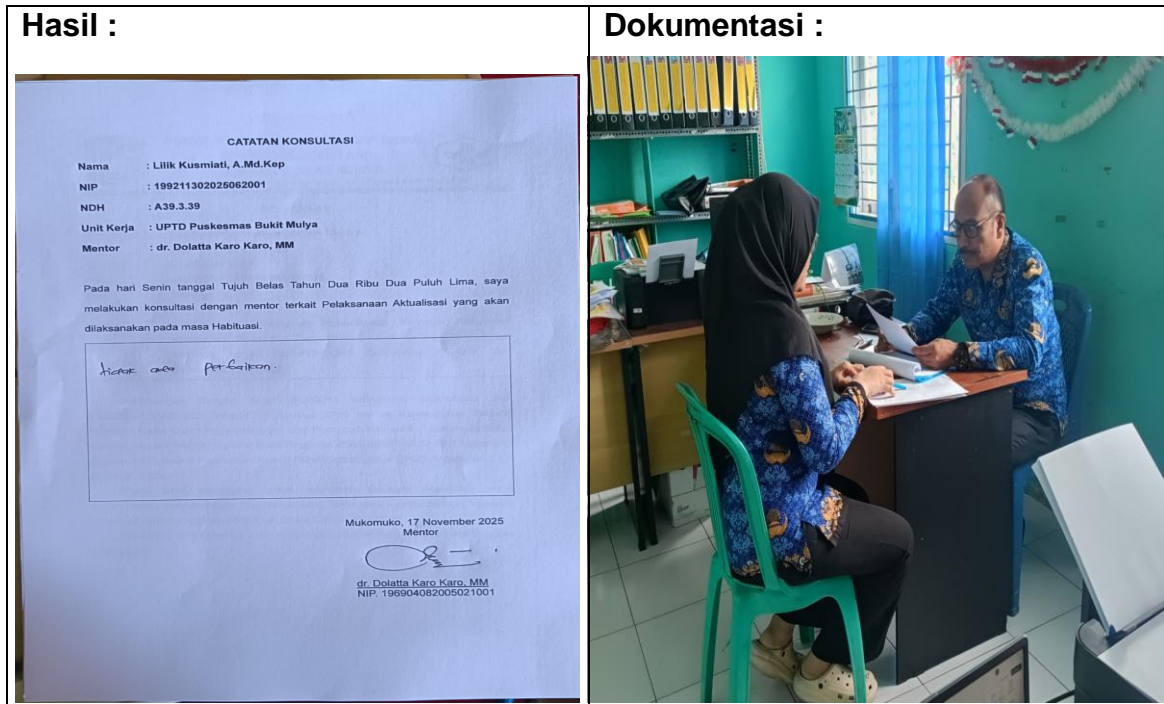 Hasil :
CATATAN KONSULTASI
Nama : Lilik Kusmiati, A.Md.Kep
NIP : 199211302025062001
NDH : A39.3.39
Unit Kerja : UPTD Puskesmas Bukit Mulya
Mentor : dr. Dolatta Karo Karo, MM
Pada hari Senin tanggal Tujuh Belas Tahun Dua Ribu Dua Puluh Lima, saya
melakukan konsultasi dengan mentor terkait Pelaksanaan Aktualisasi yang akan
dilaksanakan pada masa Habituasi.
tidak ada perbaikan.
Mukomuko, 17 November 2025
Mentor
dr. Dolatta Karo Karo, MM
NIP. 196904082005021001
Dokumentasi :